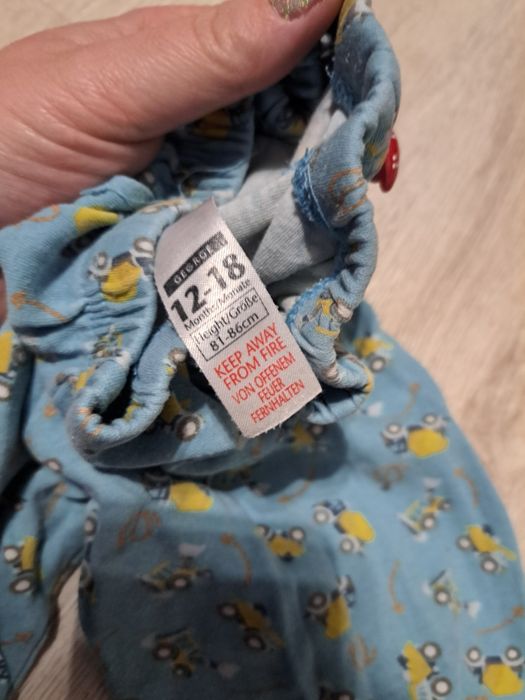 GEORGE
12-18
Months/Monate
Height/Größe
81-86cm
KEEP AWAY
FROM FIRE
VON OFFENEM
FEUER
FERNHALTEN